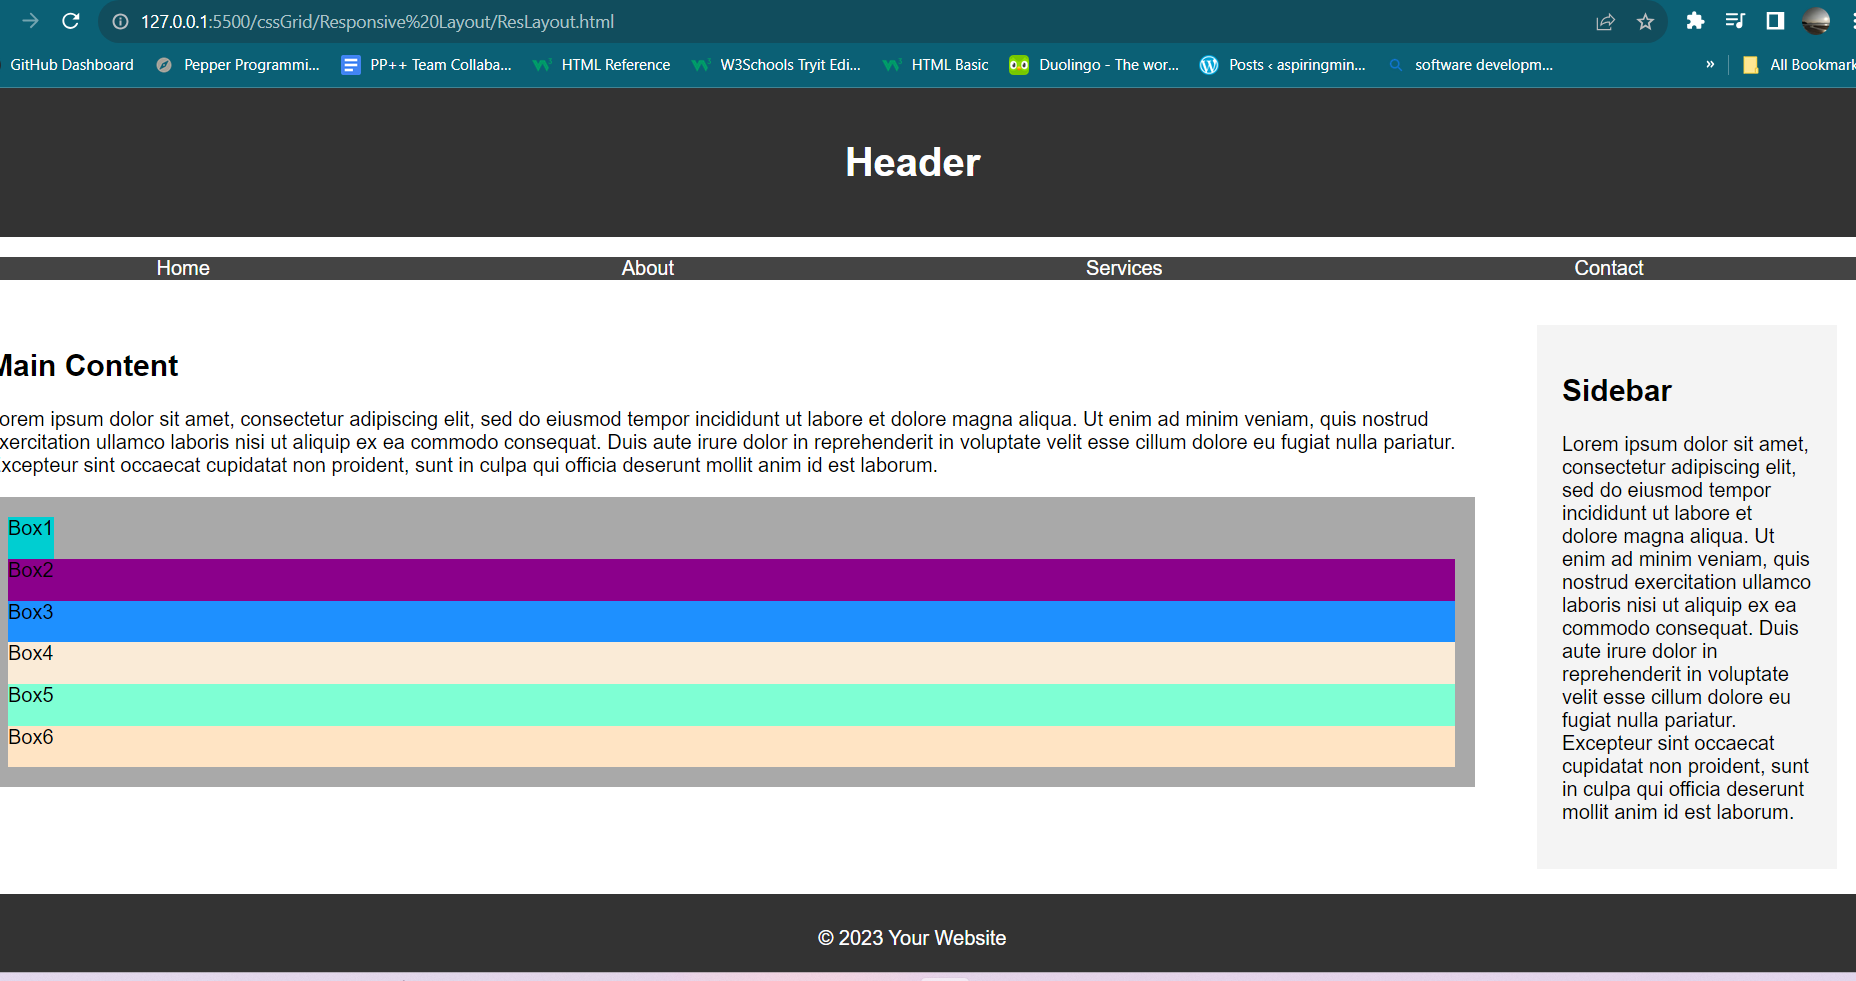 127.0.0.1:5500/cssGrid/Responsive%20Layout/ResLayout.html
GitHub Dashboard Pepper Programmi... PP++ Team Collaba... HTML Reference W3Schools Tryit Edi... HTML Basic Duolingo - The wor... Posts ‹ aspiringmin... software developm... » All Bookmark
Header
Home About Services Contact
Main Content
orem ipsum dolor sit amet, consectetur adipiscing elit, sed do eiusmod tempor incididunt ut labore et dolore magna aliqua. Ut enim ad minim veniam, quis nostrud
xercitation ullamco laboris nisi ut aliquip ex ea commodo consequat. Duis aute irure dolor in reprehenderit in voluptate velit esse cillum dolore eu fugiat nulla pariatur.
xcepteur sint occaecat cupidatat non proident, sunt in culpa qui officia deserunt mollit anim id est laborum.
Box1
Box2
Box3
Box4
Box5
Box6
Sidebar
Lorem ipsum dolor sit amet,
consectetur adipiscing elit,
sed do eiusmod tempor
incididunt ut labore et
dolore magna aliqua. Ut
enim ad minim veniam, quis
nostrud exercitation ullamco
laboris nisi ut aliquip ex ea
commodo consequat. Duis
aute irure dolor in
reprehenderit in voluptate
velit esse cillum dolore eu
fugiat nulla pariatur.
Excepteur sint occaecat
cupidatat non proident, sunt
in culpa qui officia deserunt
mollit anim id est laborum.
© 2023 Your Website